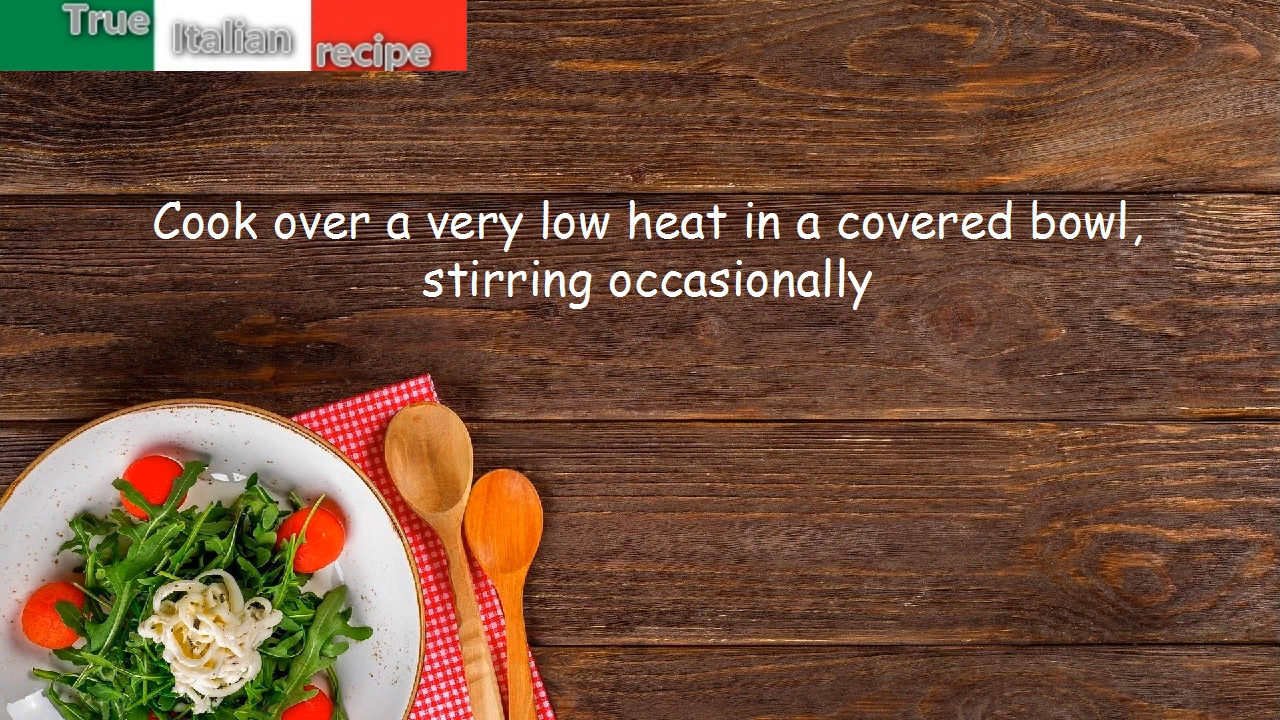 True Italian recipe
Cook over a very low heat in a covered bowl,
stirring occasionally